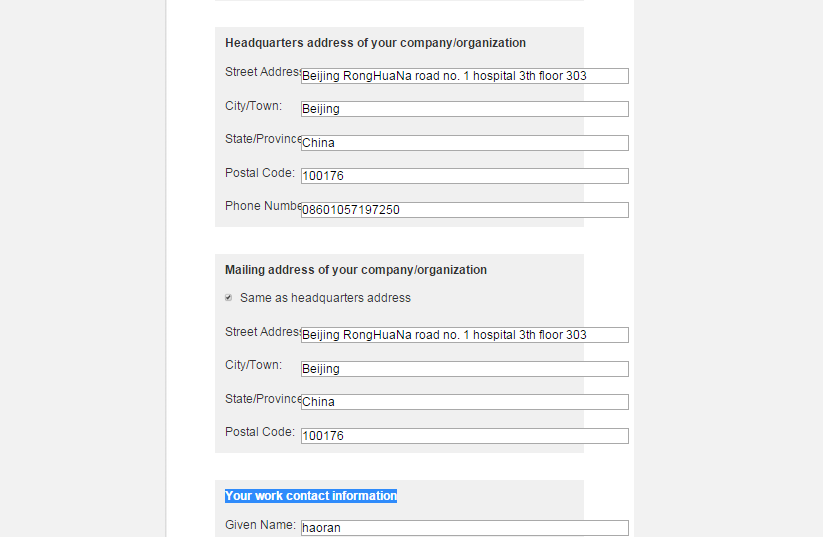 Headquarters address of your company/organization
Street Address Beijing RongHuaNa road no. 1 hospital 3th floor 303
City/Town: Beijing
State/Province China
Postal Code: 100176
Phone Numbe 08601057197250
Mailing address of your company/organization
Same as headquarters address
Street Address Beijing RongHuaNa road no. 1 hospital 3th floor 303
City/Town: Beijing
State/Province China
Postal Code: 100176
Your work contact information
Given Name: haoran